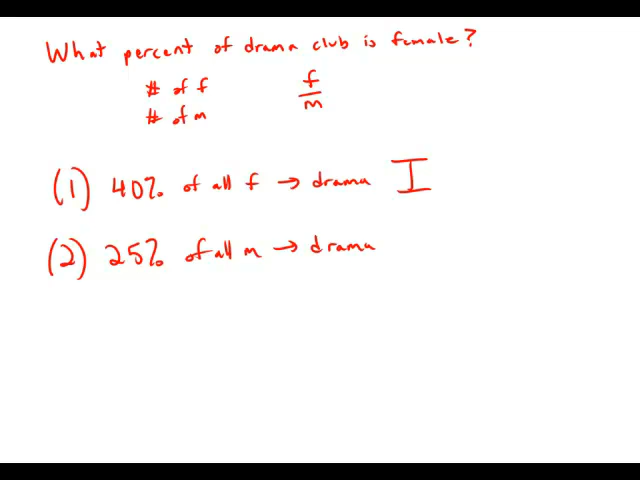 What percent of drama club is female?
# of f
f
# of m
m
(1) 40% of all f → drama I
(2) 25% of all m → drama